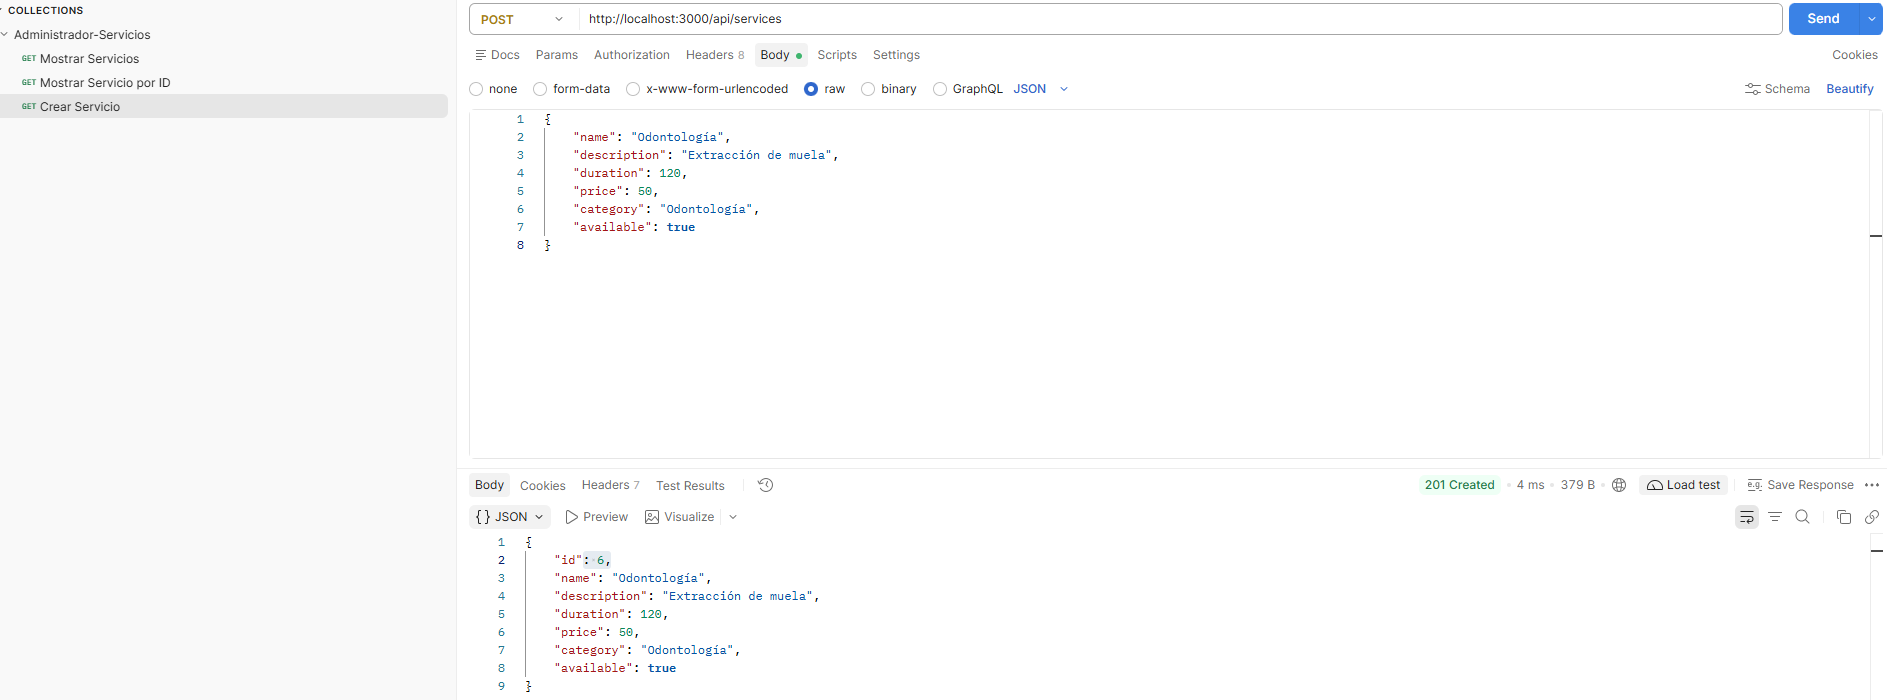 COLLECTIONS
Administrador-Servicios
GET Mostrar Servicios
GET Mostrar Servicio por ID
GET Crear Servicio
POST http://localhost:3000/api/services Send
Docs Params Authorization Headers 8 Body Scripts Settings Cookies
none form-data x-www-form-urlencoded raw binary GraphQL JSON Schema Beautify
1 {
2 "name": "Odontología",
3 "description": "Extracción de muela",
4 "duration": 120,
5 "price": 50,
6 "category": "Odontología",
7 "available": true
8 }
Body Cookies Headers 7 Test Results 201 Created • 4 ms • 379 B • Load test e.g. Save Response
{} JSON Preview Visualize
1 {
2 "id": 6,
3 "name": "Odontología",
4 "description": "Extracción de muela",
5 "duration": 120,
6 "price": 50,
7 "category": "Odontología",
8 "available": true
9 }